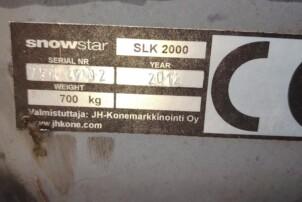 snowstar SLK 2000
SERIAL NR YEAR
2012
WEIGHT
700 kg
Valmistuttaja: JH-Konemarkkinointi Oy
www.jhkone.com
CE